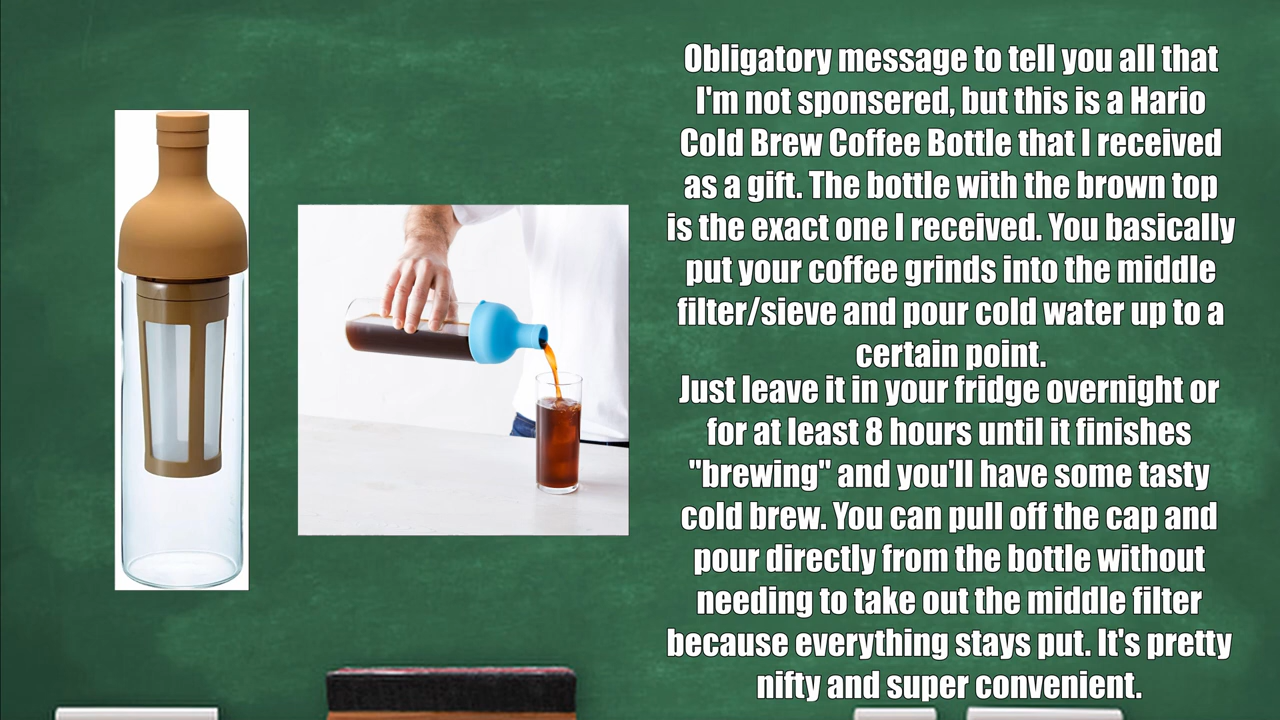 Obligatory message to tell you all that
I'm not sponsered, but this is a Hario
Cold Brew Coffee Bottle that I received
as a gift. The bottle with the brown top
is the exact one I received. You basically
put your coffee grinds into the middle
filter/sieve and pour cold water up to a
certain point.
Just leave it in your fridge overnight or
for at least 8 hours until it finishes
"brewing" and you'll have some tasty
cold brew. You can pull off the cap and
pour directly from the bottle without
needing to take out the middle filter
because everything stays put. It's pretty
nifty and super convenient.